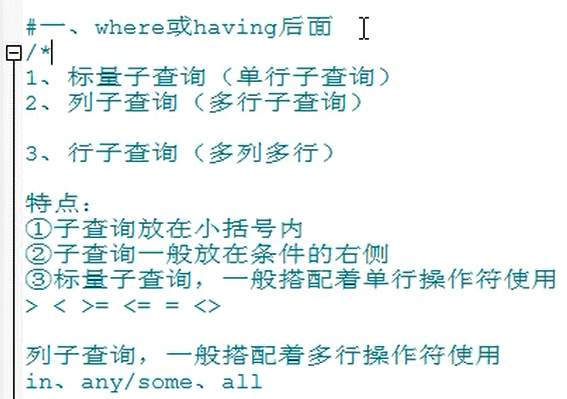 #一、where或having后面
/*
1、标量子查询（单行子查询）
2、列子查询（多行子查询）
3、行子查询（多列多行）
特点：
①子查询放在小括号内
②子查询一般放在条件的右侧
③标量子查询，一般搭配着单行操作符使用
> < >= <= = <>
列子查询，一般搭配着多行操作符使用
in、any/some、all